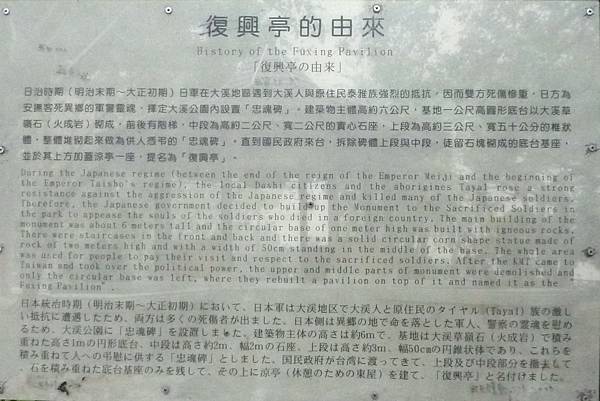 復興亭的由來
History of the Fuxing Pavilion
「復興亭の由来」
日治時期（明治末期～大正初期）日軍在大溪地區遇到大溪人與原住民泰雅族強烈的抵抗，因而雙方死傷慘重，日方為
安撫客死異鄉的軍警靈魂，擇定大溪公園內設置「忠魂碑」。建築物主體高約六公尺，基地一公尺高圓形底台以大溪草
嶺石（火成岩）砌成，前後有階梯，中段為高約二公尺、寬二公尺的實心石座，上段為高約三公尺、寬五十公分的椎狀
體，整體堆砌起來做為供人憑弔的「忠魂碑」。直到國民政府來台，拆除碑體上段與中段，徒留石塊砌成的底台基座，
並於其上方加蓋涼亭一座，提名為「復興亭」。
During the Japanese regime (between the end of the reign of the Emperor Meiji and the beginning of
the Emperor Taisho's regime), the local Dashi citizens and the aborigines Tayal rose a strong
resistance against the aggression of the Japanese regime and killed many of the Japanese soldiers.
Therefore, the Japanese government decided to build up the Monument to the Sacrificed Soldiers in
the park to appease the souls of the soldiers who died in a foreign country. The main building of the
monument was about 6 meters tall and the circular base of one meter high was built with igneous rocks.
There were staircases in the front and back and there was a solid circular corn shape statue made of
rock of two meters high and with a width of 50cm standing in the middle of the base. The whole area
was used for people to pay their visit and respect to the sacrificed soldiers. After the KMT came to
Taiwan and took over the political power, the upper and middle parts of monument were demolished and
only the circular base was left, where they rebuilt a pavilion on top of it and named it as the
Fuxing Pavilion"
日本統治時期（明治末期～大正初期）において、日本軍は大渓地区で大溪人と原住民のタイヤル（Tayal）族の激し
い抵抗に遭遇したため、両方は多くの死傷者が出ました。日本側は異郷の地で命を落とした軍人、警察の霊魂を慰め
るため、大溪公園に「忠魂碑」を設置しました。建築物主体の高さは約6mで、基地は大溪草嶺石（火成岩）で積み
重ねた高さ1mの円形底台、中段は高さ約2m、幅2mの石座、上段は高さ約3m、幅50cmの円錐状体であり、これらを
積み重ねて人への弔慰に供する「忠魂碑」としました。国民政府が台湾に渡ってきて、上段及び中段部分を撤去して
石を積み重ねた底台基座のみを残して、その上に涼亭（休憩のための東屋）を建て、「復興亭」と名付けました。